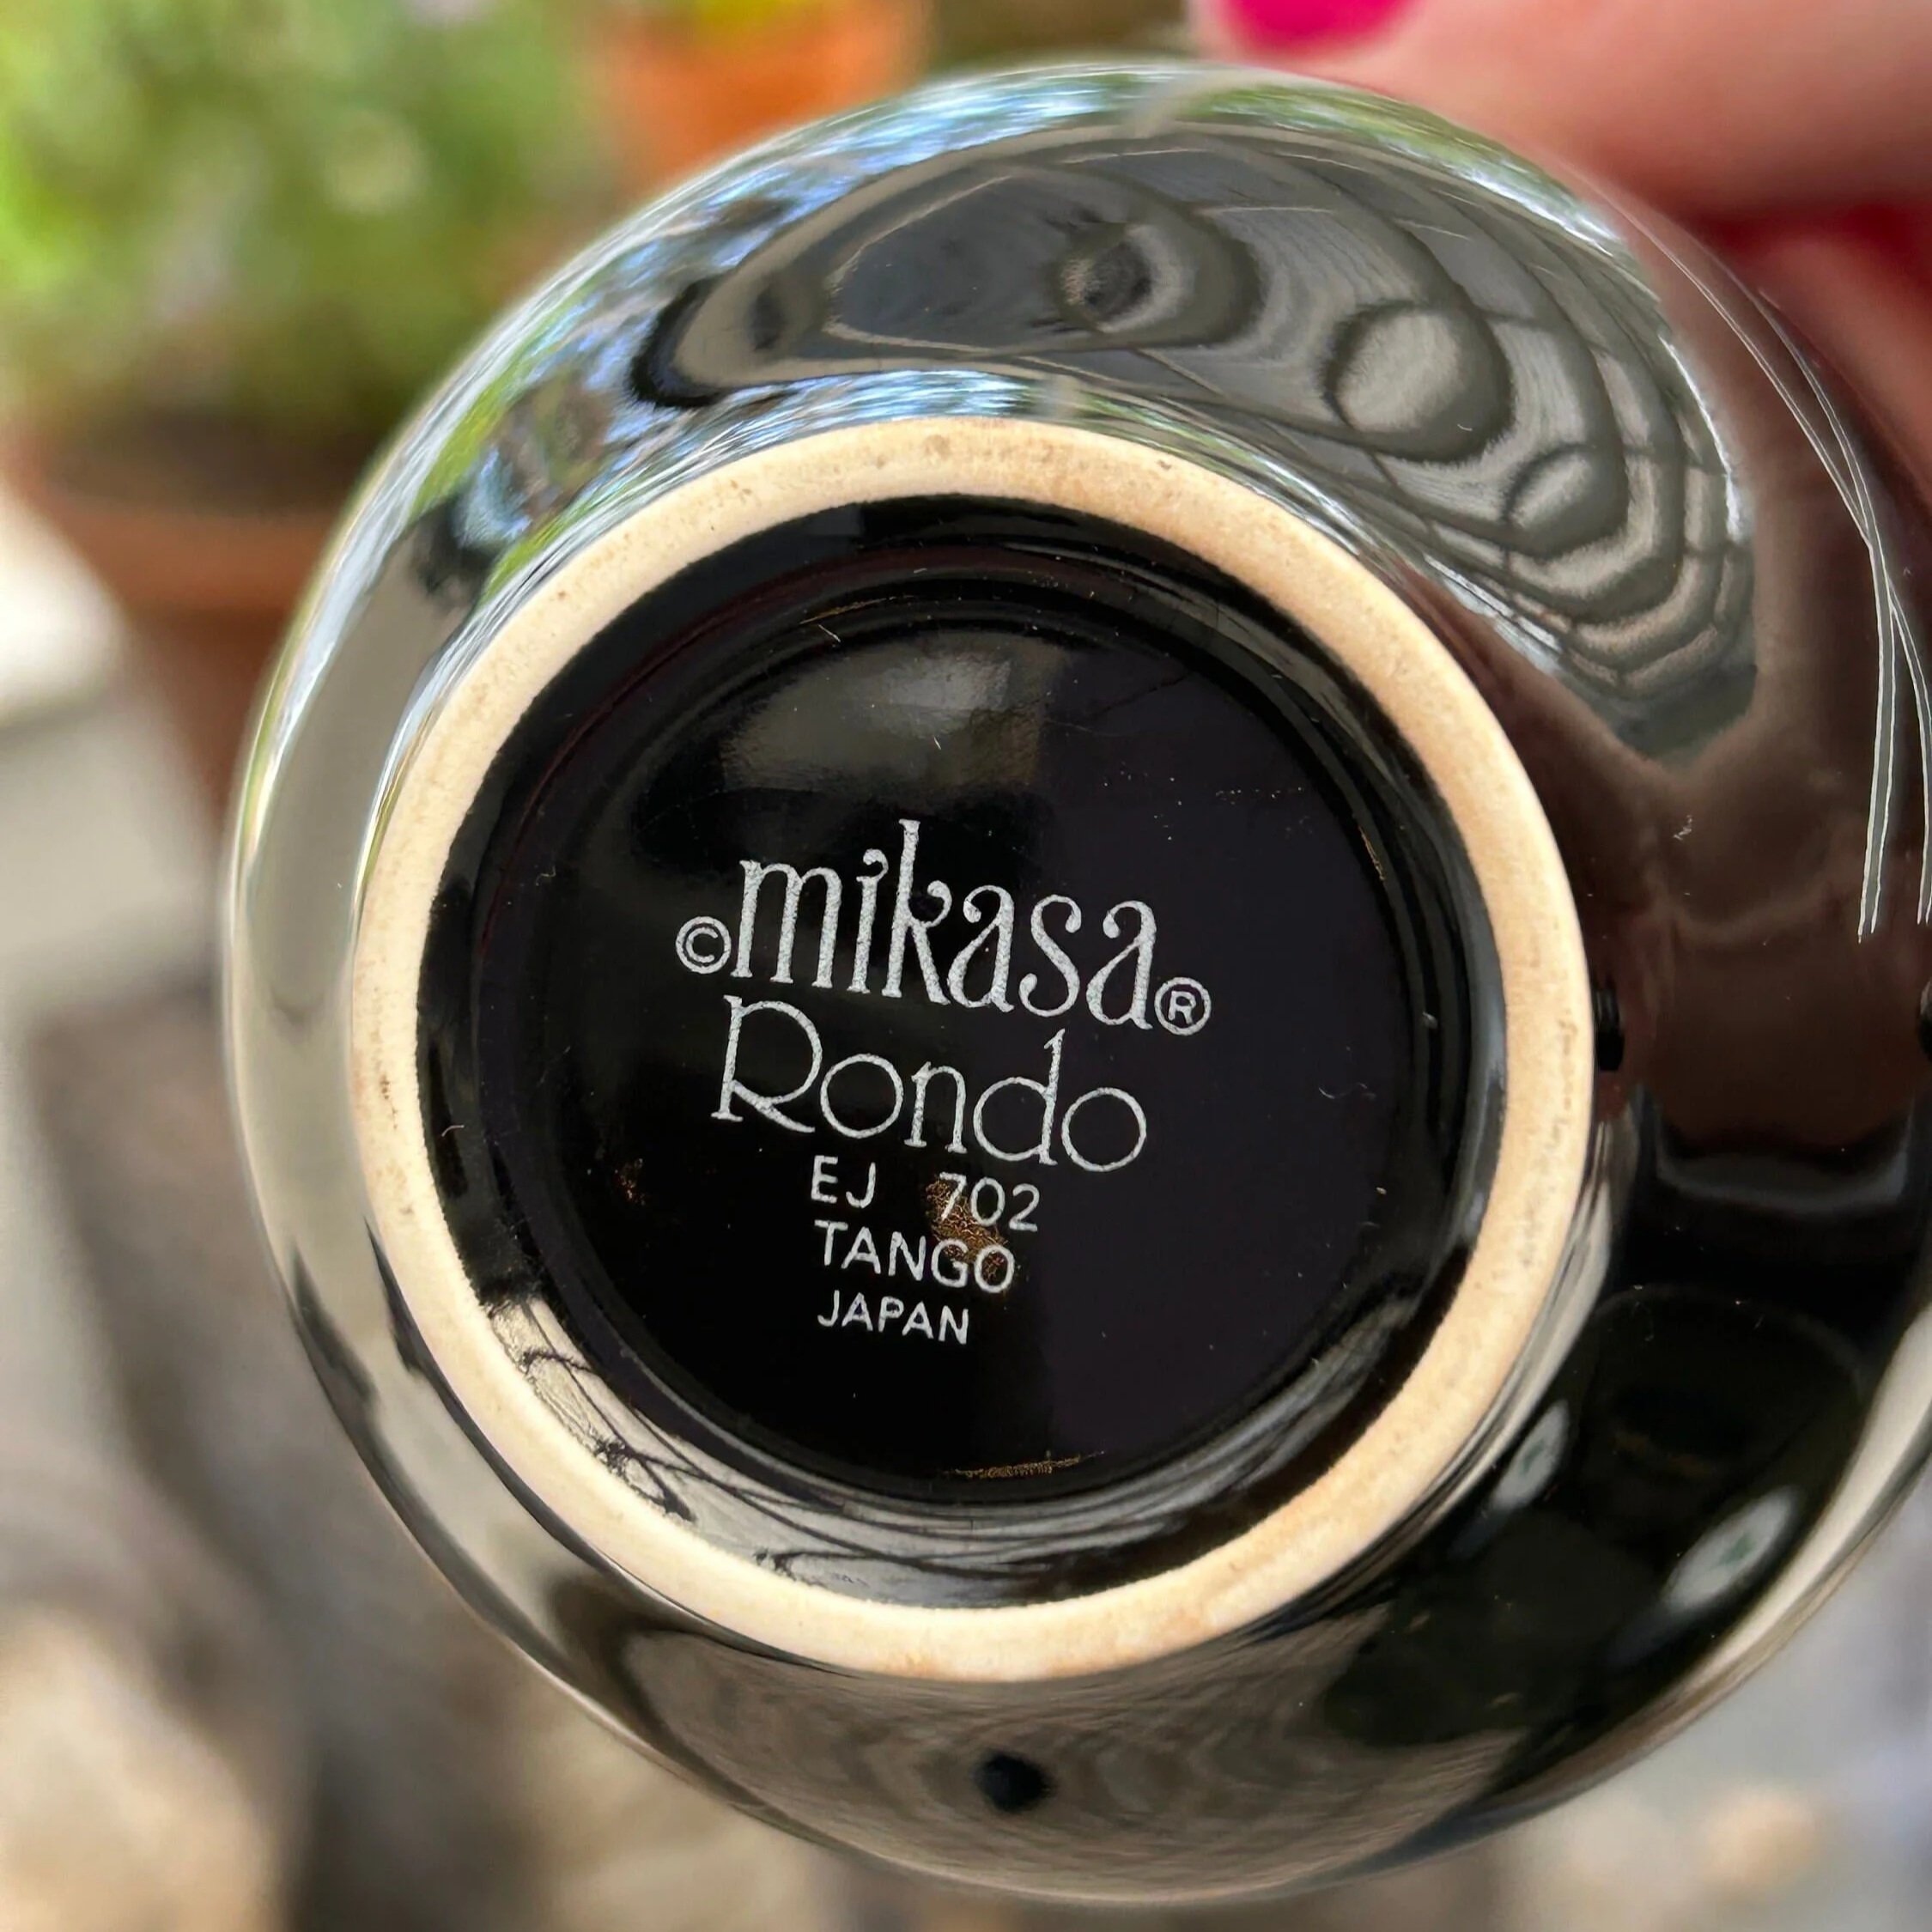 ©mikasa®
Rondo
EJ 702
TANGO
JAPAN